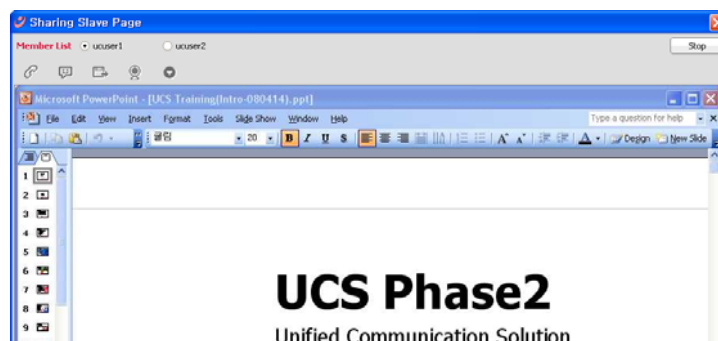 Sharing Slave Page
Member List ucuser1 ucuser2 Stop
Microsoft PowerPoint - [UCS Training(Intro-080414).ppt]
File Edit View Insert Format Tools Slide Show Window Help Type a question for help
굴림 20 B I U S A A A Design New Slide
1
2
3
4
5
6
7
8
9
UCS Phase2
Unified Communication Solution